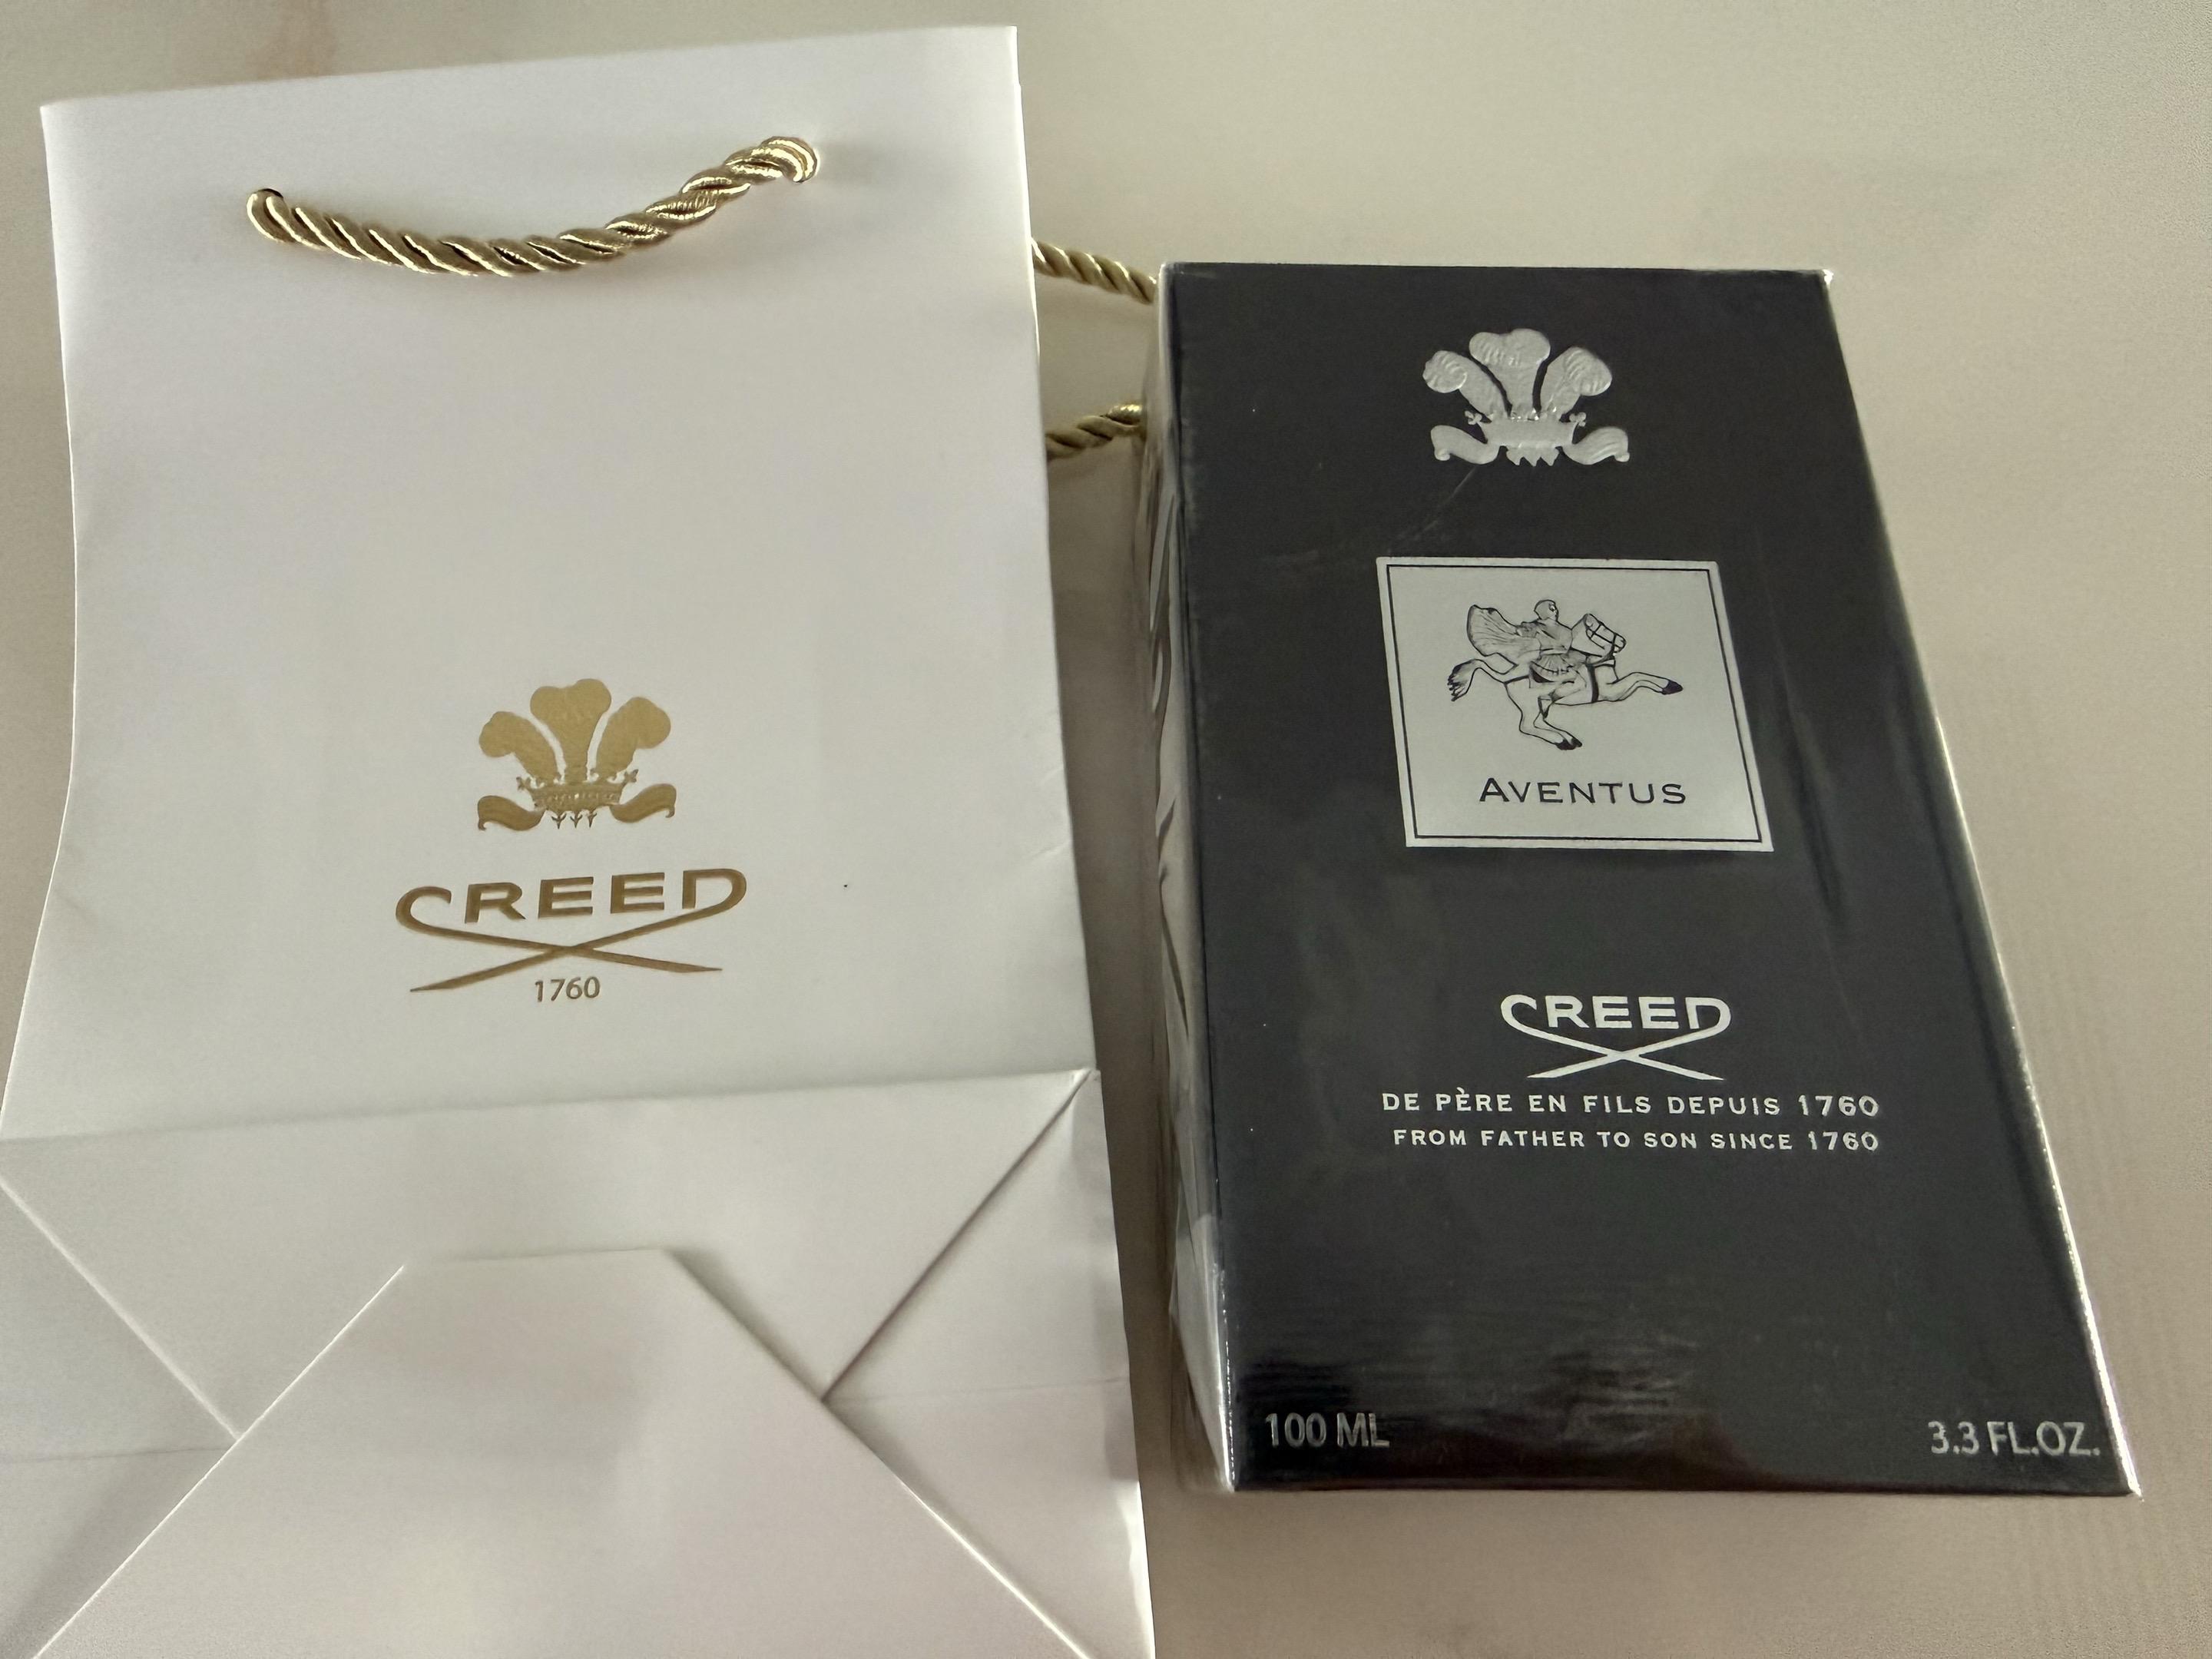 CREED
1760
AVENTUS
CREED
DE PÈRE EN FILS DEPUIS 1760
FROM FATHER TO SON SINCE 1760
100 ML
3.3 FL.OZ.